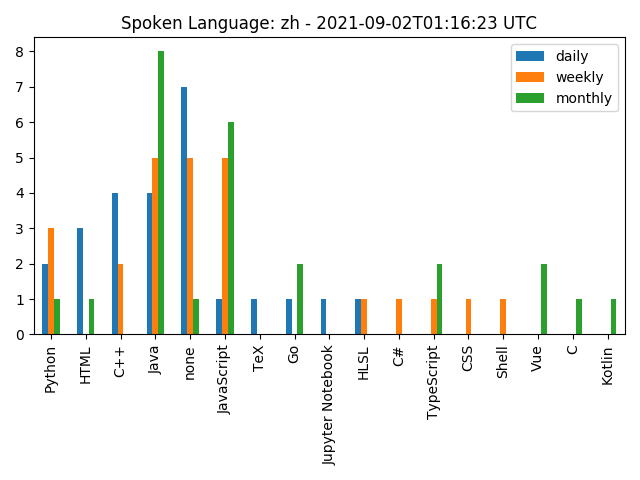 Spoken Language: zh - 2021-09-02T01:16:23 UTC
daily
weekly
monthly
8
7
6
5
4
3
2
1
0
Python
HTML
C++
Java
none
JavaScript
TeX
Go
Jupyter Notebook
HLSL
C#
TypeScript
CSS
Shell
Vue
C
Kotlin